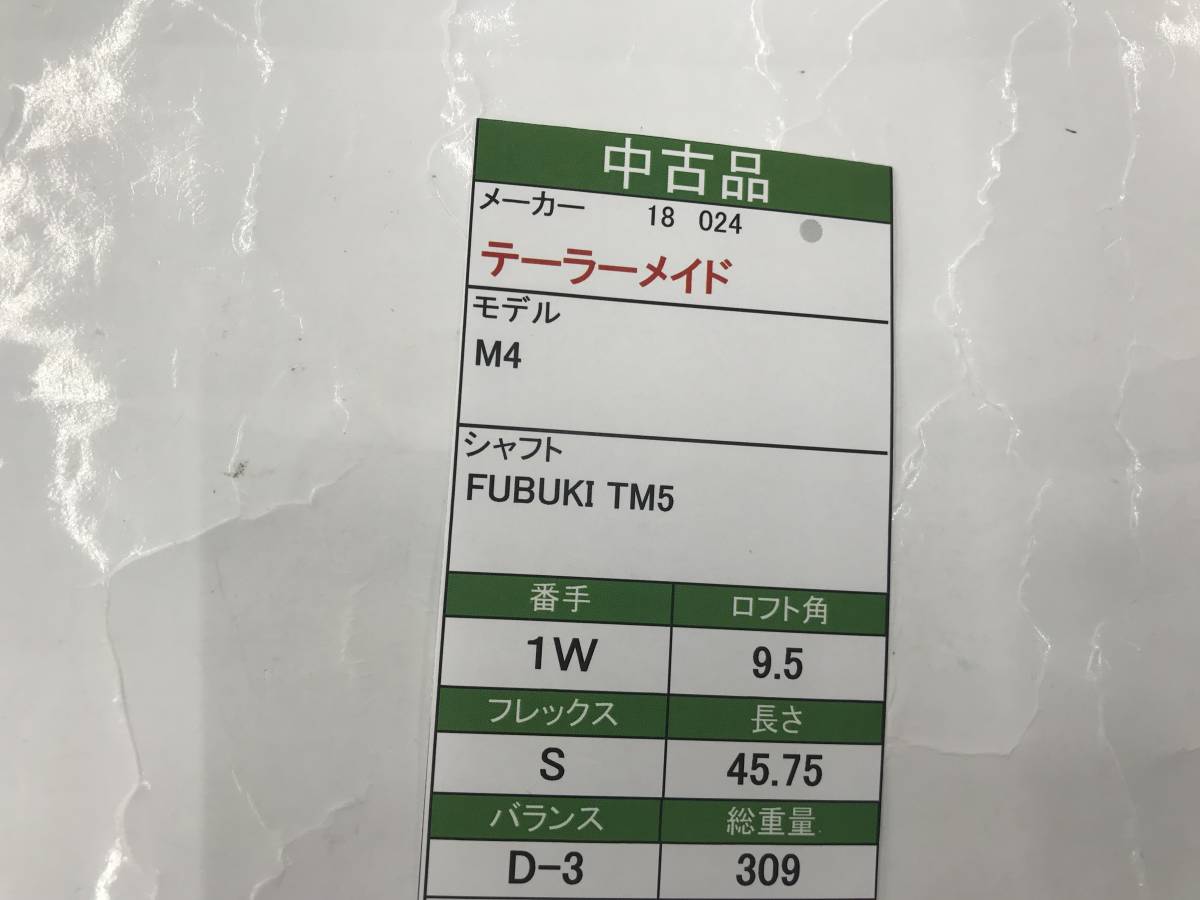 中古品
メーカー 18 024
テーラーメイド
モデル
M4
シャフト
FUBUKI TM5
番手 ロフト角
1W 9.5
フレックス 長さ
S 45.75
バランス 総重量
D-3 309